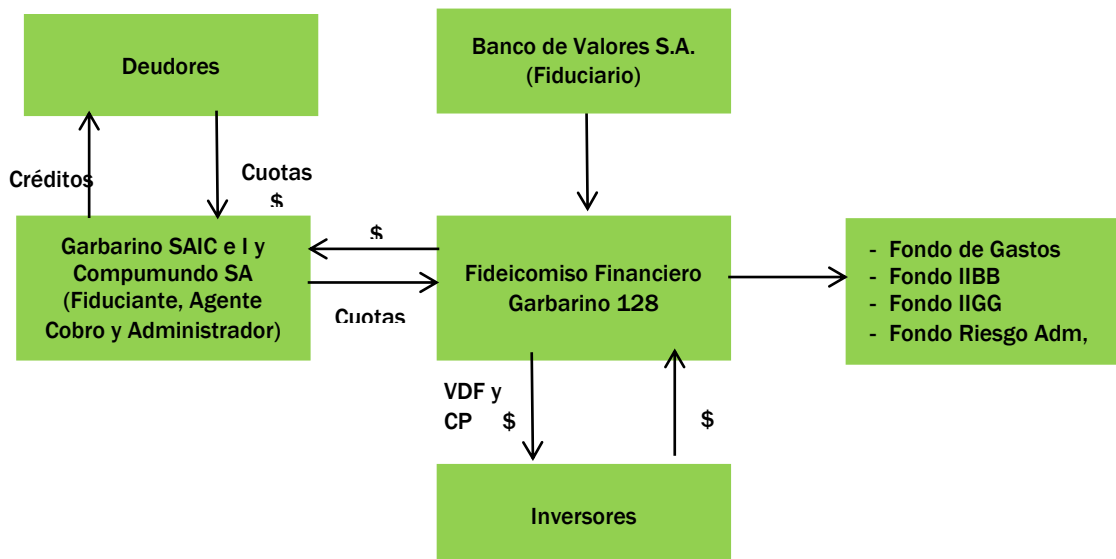 Deudores
Banco de Valores S.A.
(Fiduciario)
Créditos
Cuotas
$
Garbarino SAIC e I y
Compumundo SA
(Fiduciante, Agente
Cobro y Administrador)
$
Cuotas
Fideicomiso Financiero
Garbarino 128
- Fondo de Gastos
- Fondo IIBB
- Fondo IIGG
- Fondo Riesgo Adm,
VDF y
CP $
$
Inversores